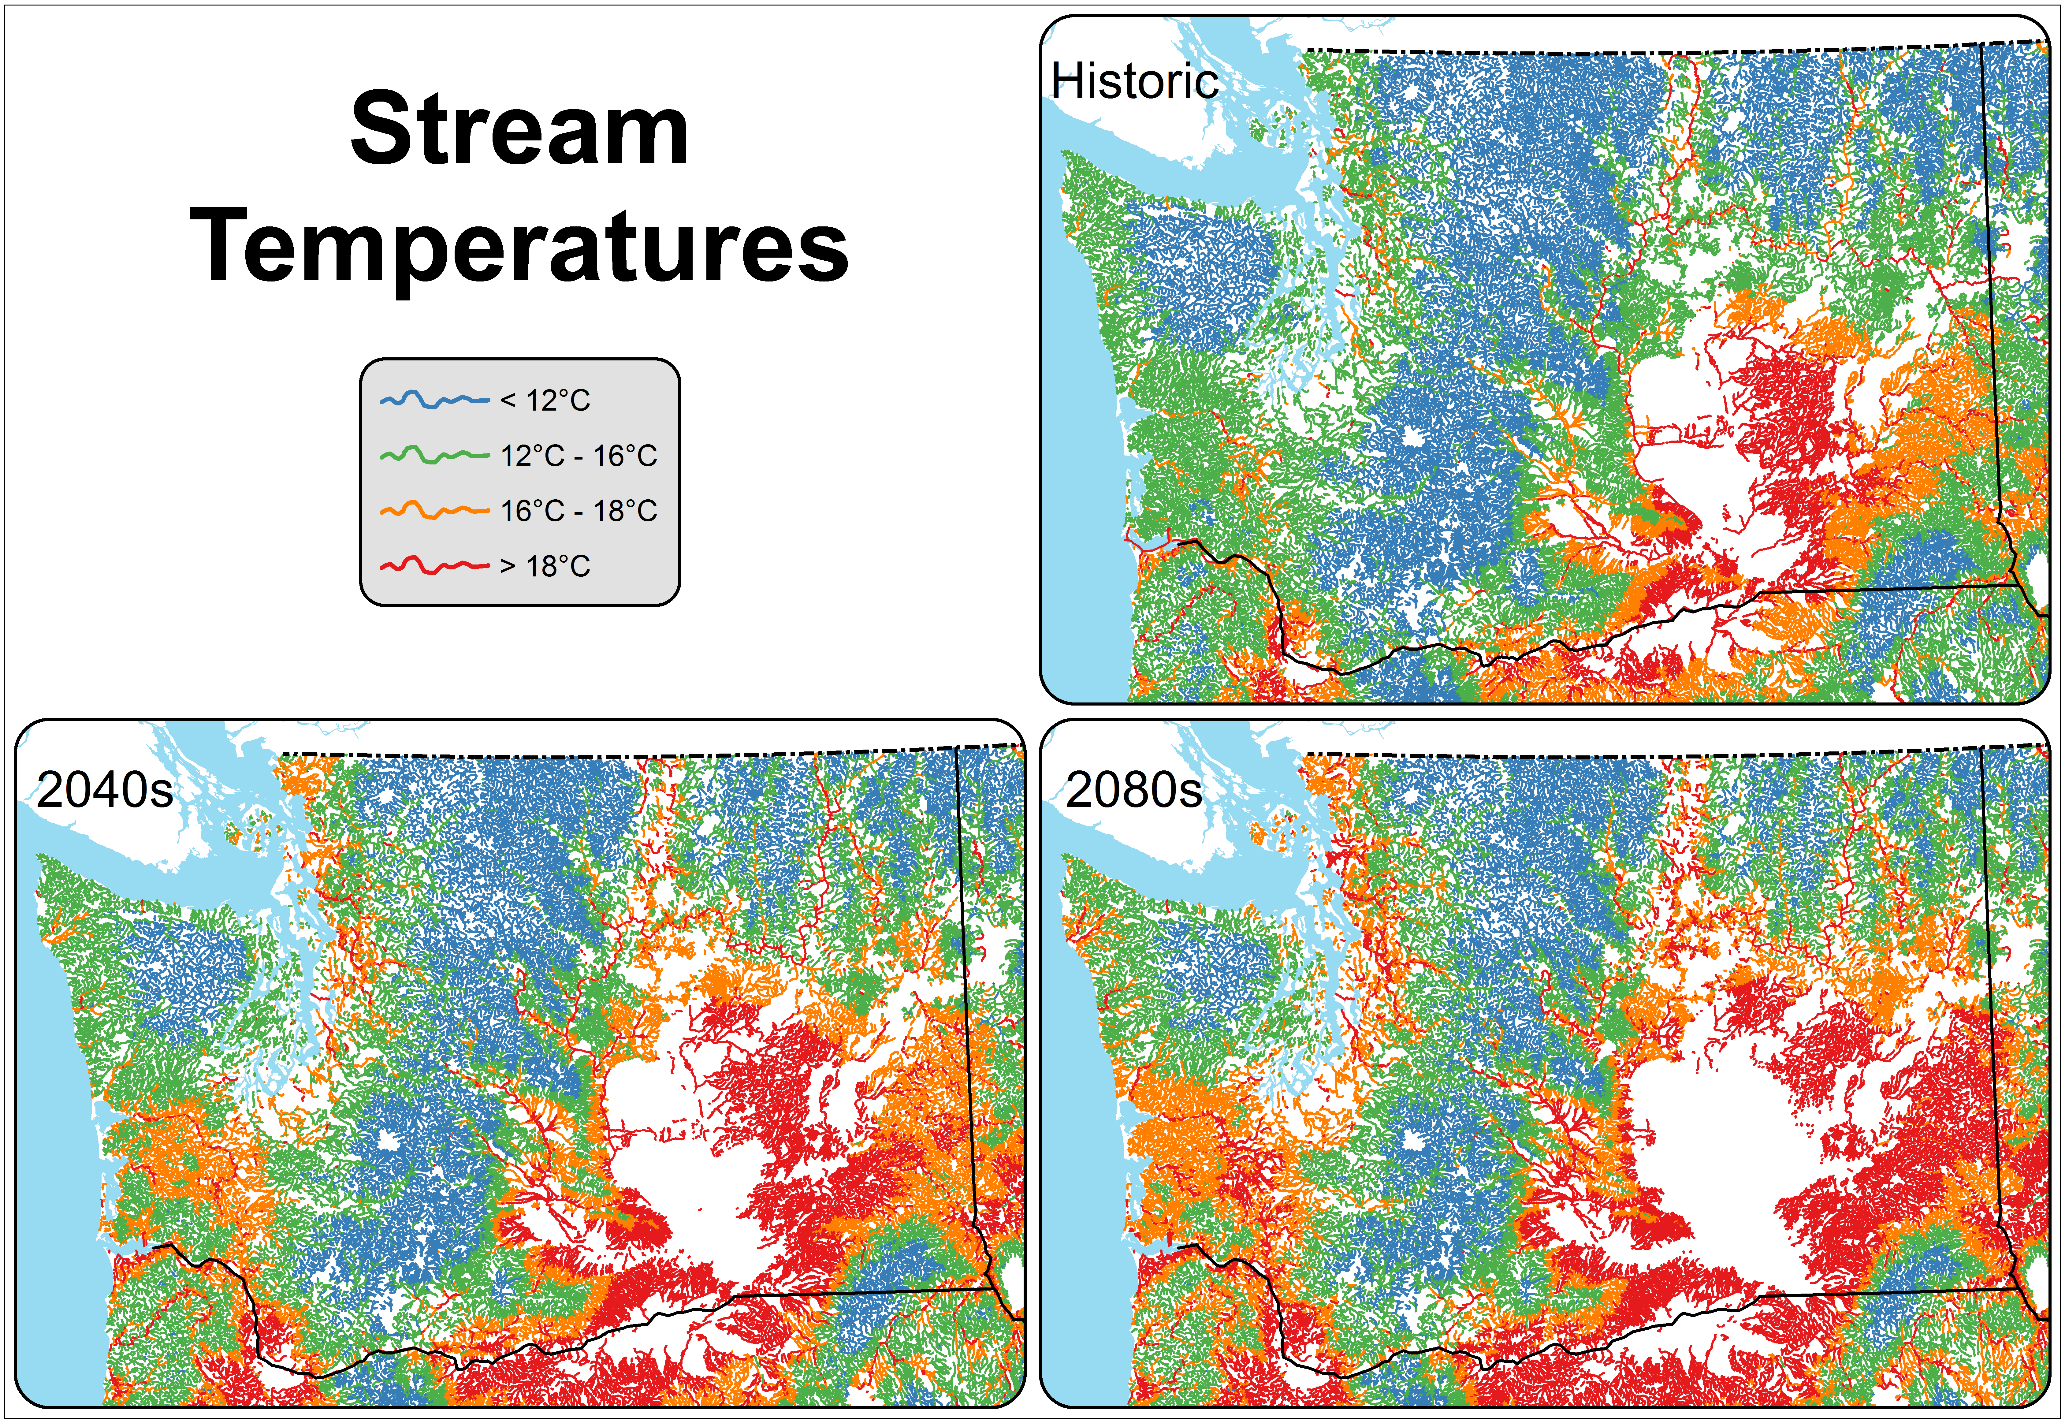 Stream
Temperatures
< 12°C
12°C - 16°C
16°C - 18°C
> 18°C
Historic
2040s
2080s